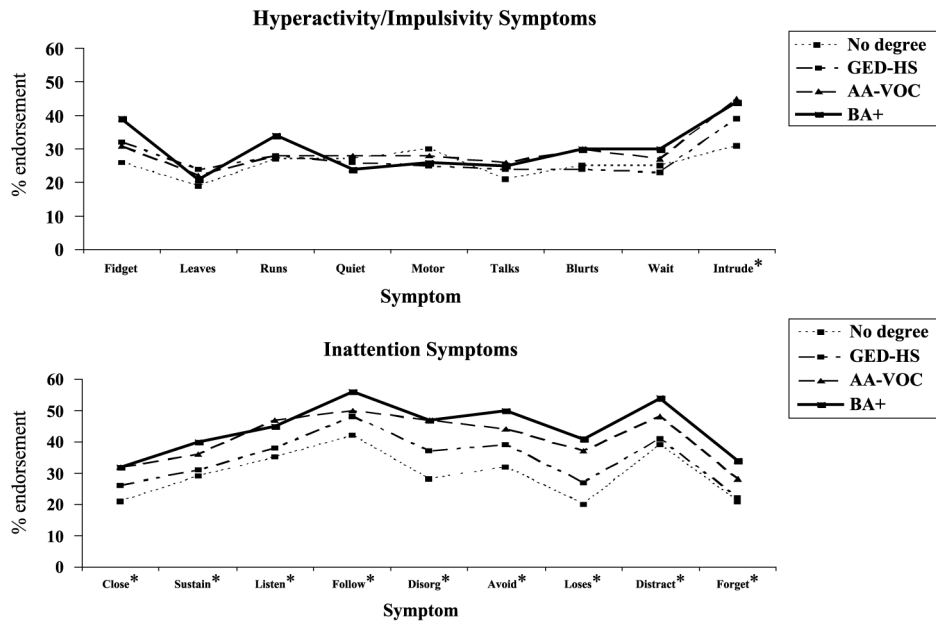 Hyperactivity/Impulsivity Symptoms
60
50
40
30
20
10
0
% endorsement
Fidget Leaves Runs Quiet Motor Talks Blurts Wait Intrude*
Symptom
No degree
GED-HS
AA-VOC
BA+
Inattention Symptoms
60
50
40
30
20
10
0
% endorsement
Close* Sustain* Listen* Follow* Disorg* Avoid* Loses* Distract* Forget*
Symptom
No degree
GED-HS
AA-VOC
BA+